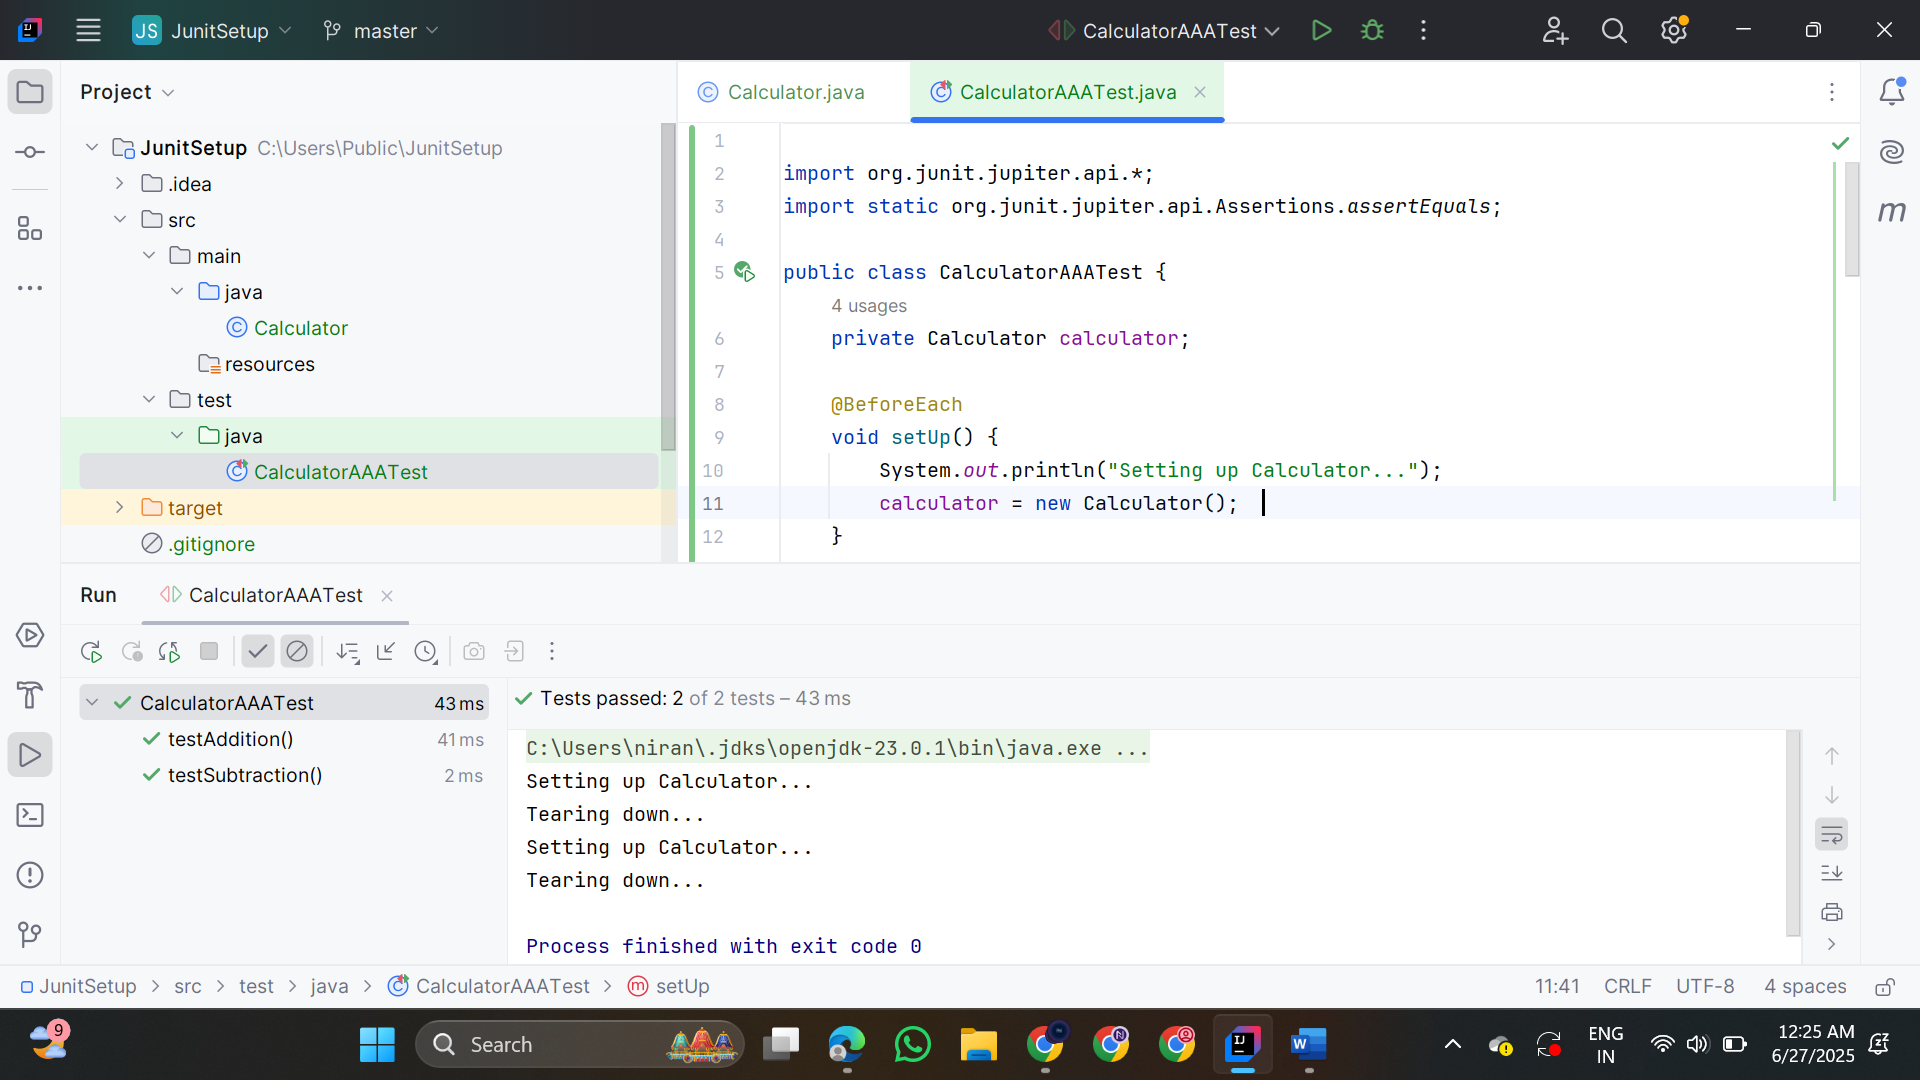 JS JunitSetup master CalculatorAAATest
Project
JunitSetup C:\Users\Public\JunitSetup
.idea
src
main
java
Calculator
resources
test
java
CalculatorAAATest
target
.gitignore
Calculator.java CalculatorAAATest.java
1
2 import org.junit.jupiter.api.*;
3 import static org.junit.jupiter.api.Assertions.assertEquals;
4
5 public class CalculatorAAATest {
4 usages
6 private Calculator calculator;
7
8 @BeforeEach
9 void setUp() {
10 System.out.println("Setting up Calculator...");
11 calculator = new Calculator();
12 }
m
Run CalculatorAAATest
CalculatorAAATest 43 ms
testAddition() 41 ms
testSubtraction() 2 ms
Tests passed: 2 of 2 tests – 43 ms
C:\Users\niran\.jdks\openjdk-23.0.1\bin\java.exe ...
Setting up Calculator...
Tearing down...
Setting up Calculator...
Tearing down...
Process finished with exit code 0
JunitSetup > src > test > java > CalculatorAAATest > m setUp 11:41 CRLF UTF-8 4 spaces
9
Search
ENG
IN
12:25 AM
6/27/2025